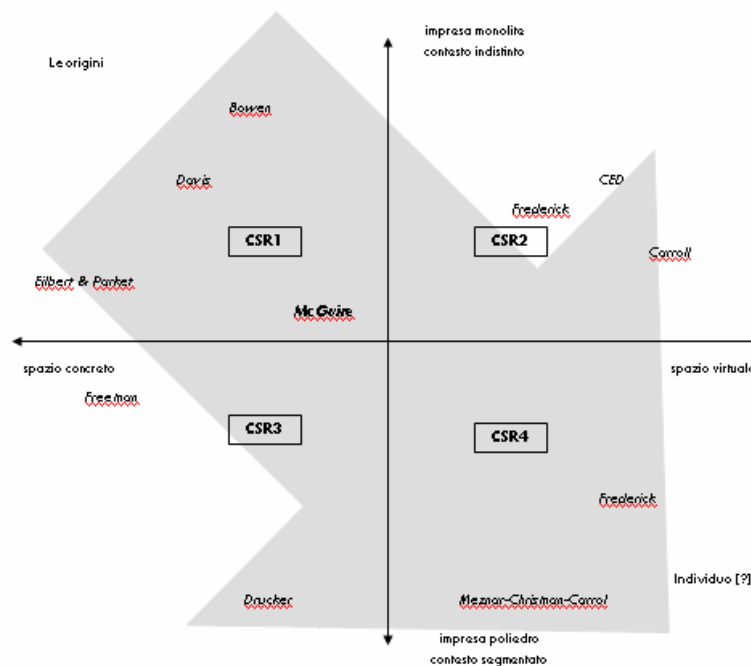 impresa monolite
contesto indistinto
Le origini
Bowen
Davis
CED
Frederick
CSR1
CSR2
Carroll
Eilbert & Parket
McGuire
spazio concreto
spazio virtuale
Freeman
CSR3
CSR4
Frederick
Individuo [?]
Drucker
Meznar-Chrisman-Carrol
impresa poliedro
contesto segmentato